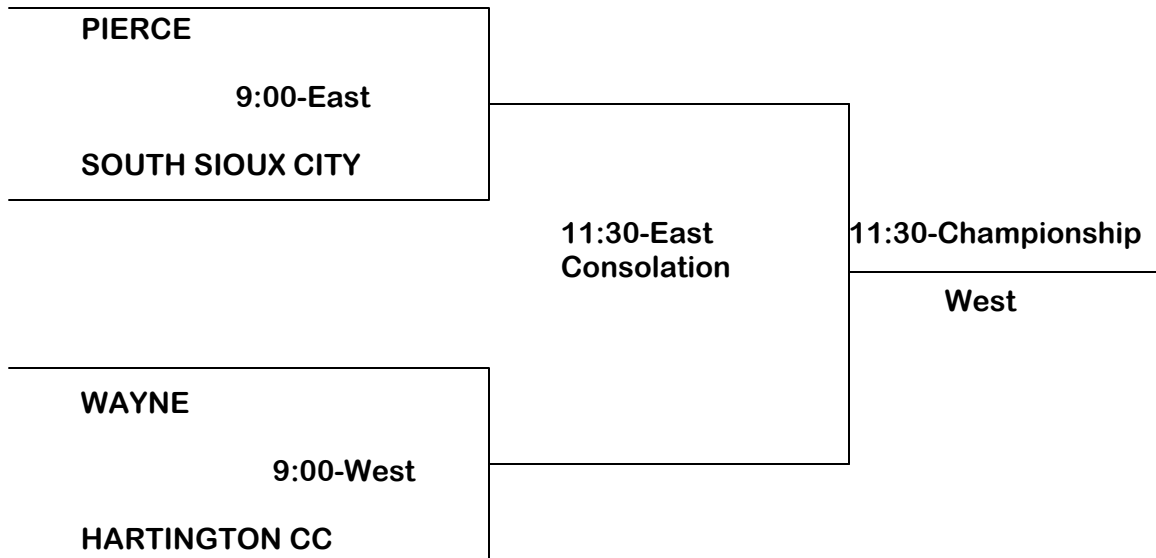 PIERCE
9:00-East
SOUTH SIOUX CITY
11:30-East
Consolation
11:30-Championship
West
WAYNE
9:00-West
HARTINGTON CC